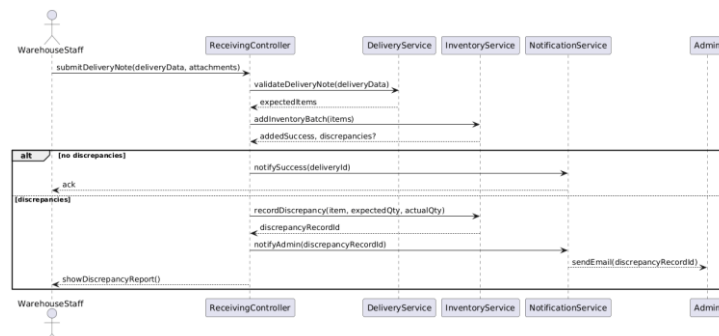 WarehouseStaff
ReceivingController
DeliveryService
InventoryService
NotificationService
Admin
submitDeliveryNote(deliveryData, attachments)
validateDeliveryNote(deliveryData)
expectedItems
addInventoryBatch(items)
addedSuccess, discrepancies?
alt [no discrepancies]
notifySuccess(deliveryId)
ack
[discrepancies]
recordDiscrepancy(item, expectedQty, actualQty)
discrepancyRecordId
notifyAdmin(discrepancyRecordId)
sendEmail(discrepancyRecordId)
showDiscrepancyReport()
WarehouseStaff
ReceivingController
DeliveryService
InventoryService
NotificationService
Admin